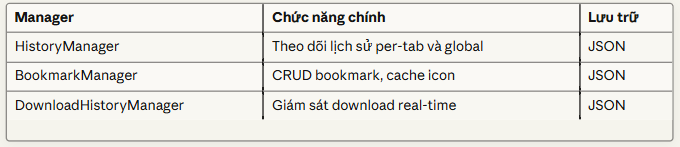 Manager Chức năng chính Lưu trữ
HistoryManager Theo dõi lịch sử per-tab và global JSON
BookmarkManager CRUD bookmark, cache icon JSON
DownloadHistoryManager Giám sát download real-time JSON